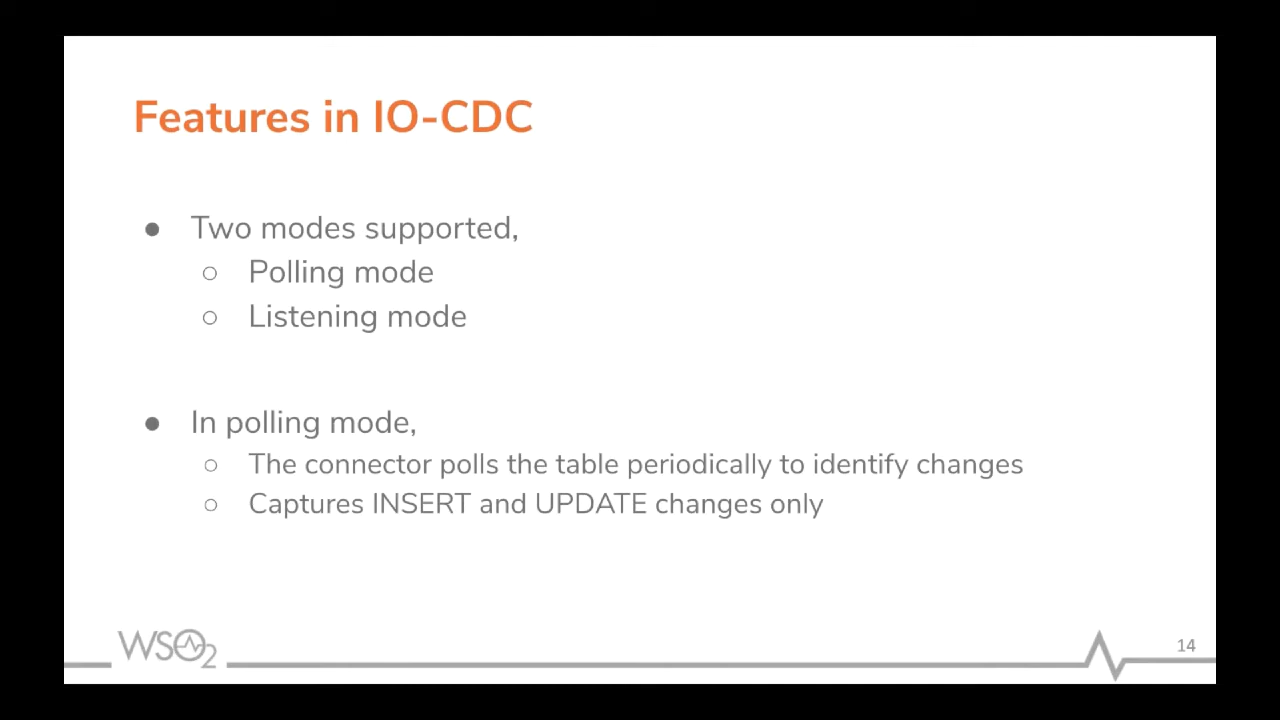 Features in IO-CDC
● Two modes supported,
○ Polling mode
○ Listening mode
● In polling mode,
○ The connector polls the table periodically to identify changes
○ Captures INSERT and UPDATE changes only
WSO2
14